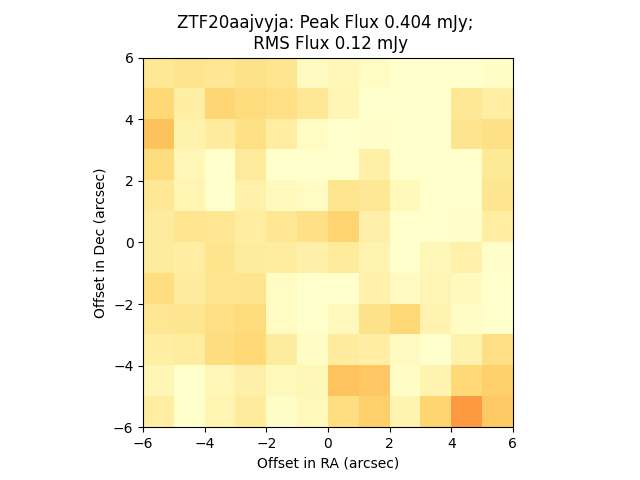 ZTF20aajvyja: Peak Flux 0.404 mJy;
RMS Flux 0.12 mJy
6
4
2
0
−2
−4
−6
Offset in Dec (arcsec)
−6 −4 −2 0 2 4 6
Offset in RA (arcsec)